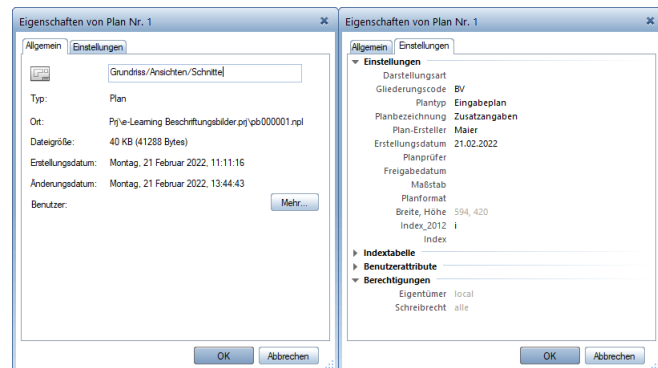 Eigenschaften von Plan Nr. 1
Allgemein Einstellungen
Grundriss/Ansichten/Schnitte
Typ: Plan
Ort: Prj\e-Learning Beschriftungsbilder.prj\pb000001.npl
Dateigröße: 40 KB (41288 Bytes)
Erstellungsdatum: Montag, 21 Februar 2022, 11:11:16
Änderungsdatum: Montag, 21 Februar 2022, 13:44:43
Benutzer: Mehr...
OK Abbrechen
Eigenschaften von Plan Nr. 1
Allgemein Einstellungen
Einstellungen
Darstellungsart
Gliederungscode BV
Plantyp Eingabeplan
Planbezeichnung Zusatzangaben
Plan-Ersteller Maier
Erstellungsdatum 21.02.2022
Planprüfer
Freigabedatum
Maßstab
Planformat
Breite, Höhe 594, 420
Index_2012 i
Index
Indextabelle
Benutzerattribute
Berechtigungen
Eigentümer local
Schreibrecht alle
OK Abbrechen